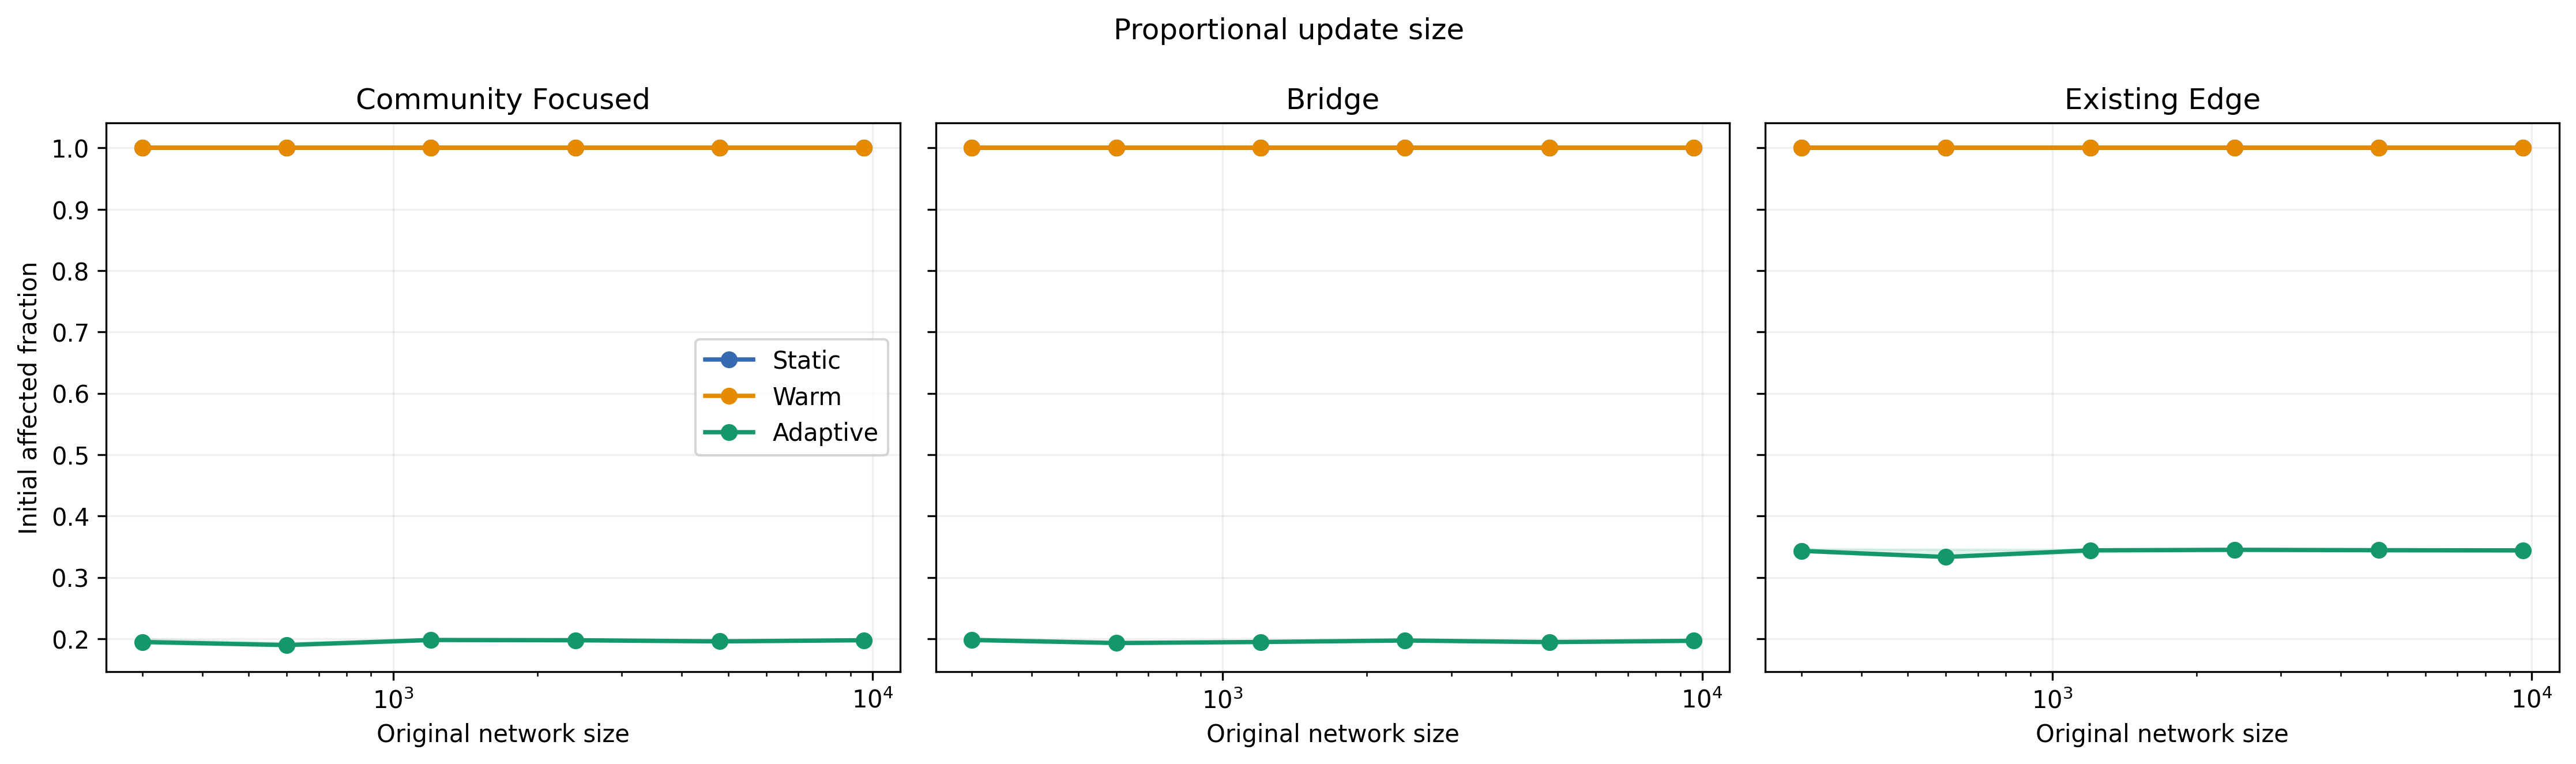 Proportional update size
Community Focused
Bridge
Existing Edge
Initial affected fraction
1.0
0.9
0.8
0.7
0.6
0.5
0.4
0.3
0.2
Static
Warm
Adaptive
10³
10⁴
10³
10⁴
10³
10⁴
Original network size
Original network size
Original network size